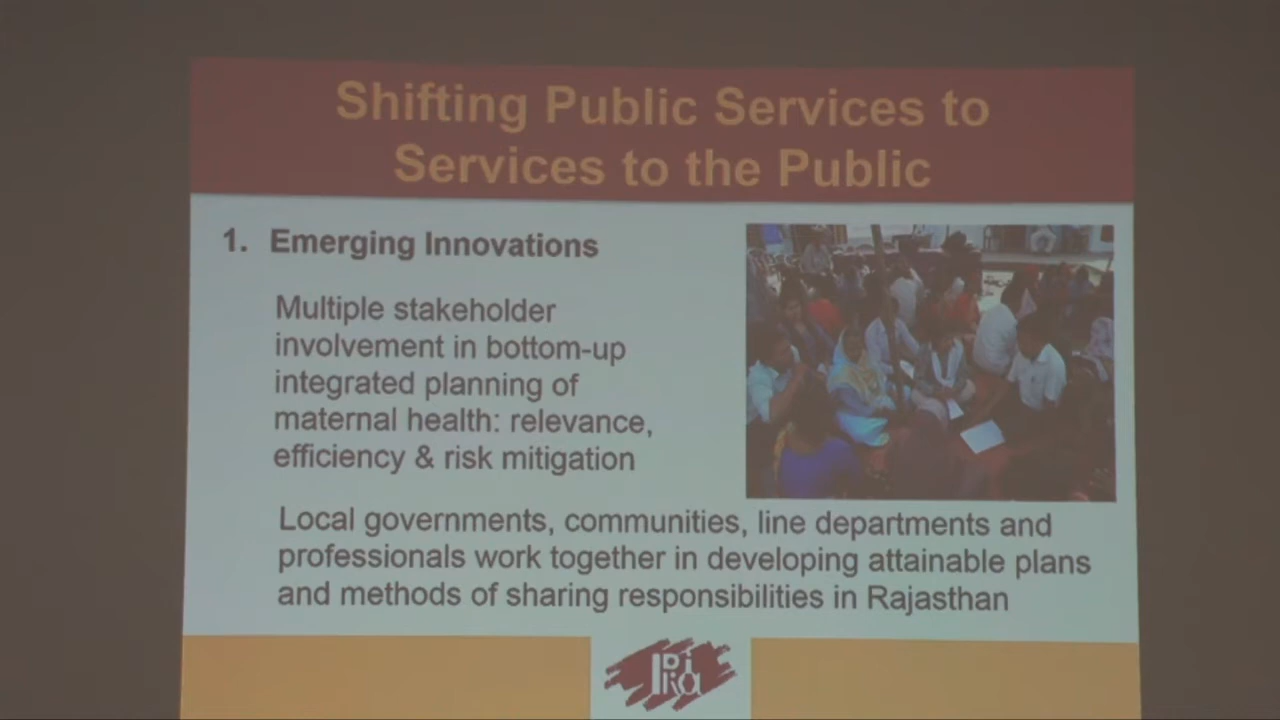 Shifting Public Services to
Services to the Public
1. Emerging Innovations
Multiple stakeholder
involvement in bottom-up
integrated planning of
maternal health: relevance,
efficiency & risk mitigation
Local governments, communities, line departments and
professionals work together in developing attainable plans
and methods of sharing responsibilities in Rajasthan